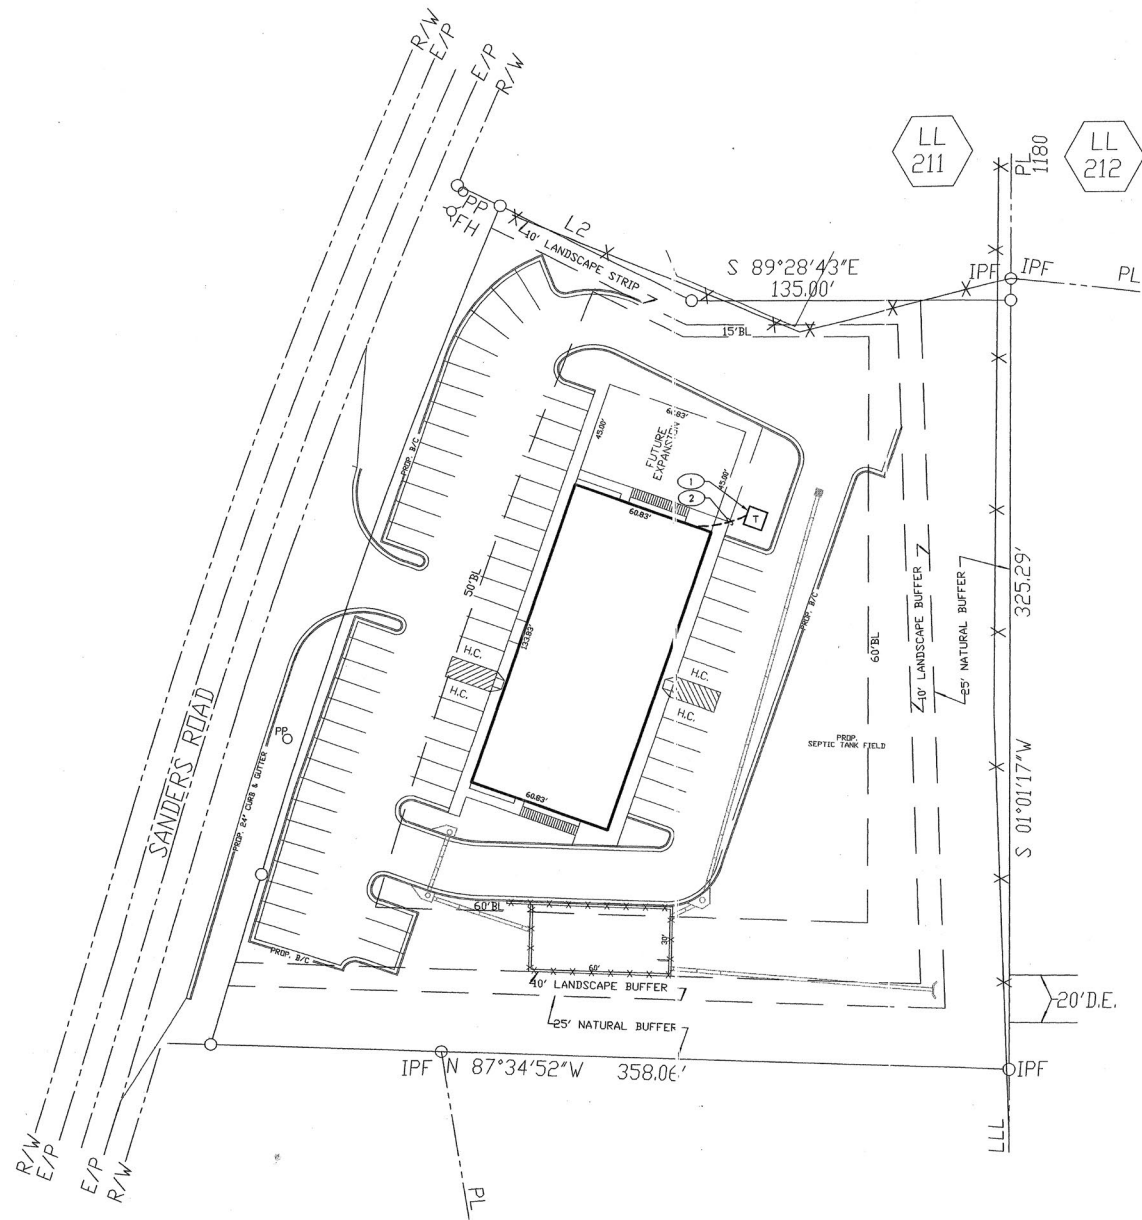 R/W
E/P
E/P
R/W
LL
211
PL
1180
LL
212
PP
FH
L2
10' LANDSCAPE STRIP
S 89°28'43"E
135.00'
IPF
IPF
PL
15'BL
60.83'
45.00'
FUTURE
EXPANSION
45.00'
1
2
T
60.83'
PROP. B/C
50'BL
133.83'
H.C.
H.C.
H.C.
H.C.
PROP. B/C
60'BL
10' LANDSCAPE BUFFER
25' NATURAL BUFFER
325.29'
S 01°01'17"W
PROP.
SEPTIC TANK FIELD
SANDERS ROAD
PP
PROP. 24" CURB & GUTTER
60.83'
60'BL
30'
60'
PROP. B/C
10' LANDSCAPE BUFFER
25' NATURAL BUFFER
20'D.E.
IPF
N 87°34'52"W
358.06'
IPF
LLL
PL
R/W
E/P
E/P
R/W